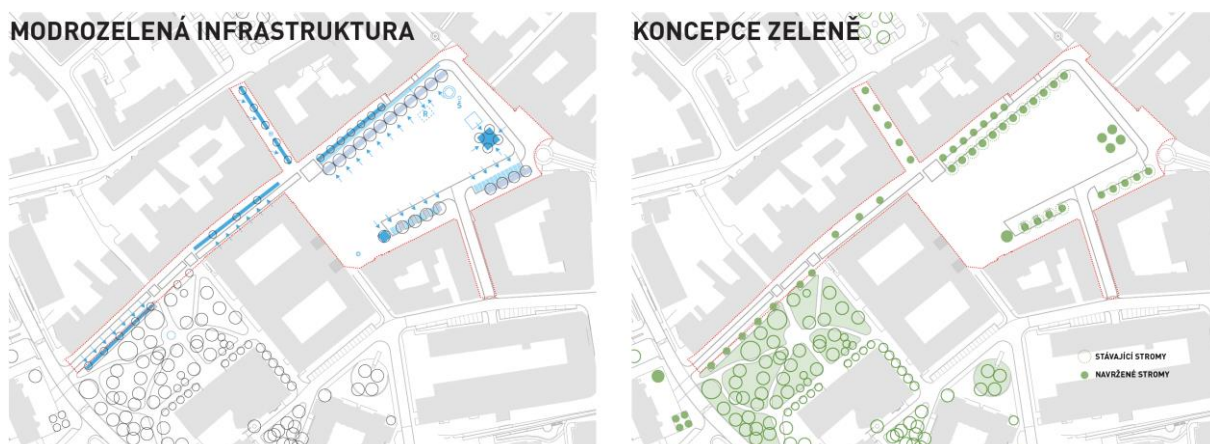 MODROZELENÁ INFRASTRUKTURA
KONCEPCE ZELENĚ
STÁVAJÍCÍ STROMY
NAVRŽENÉ STROMY